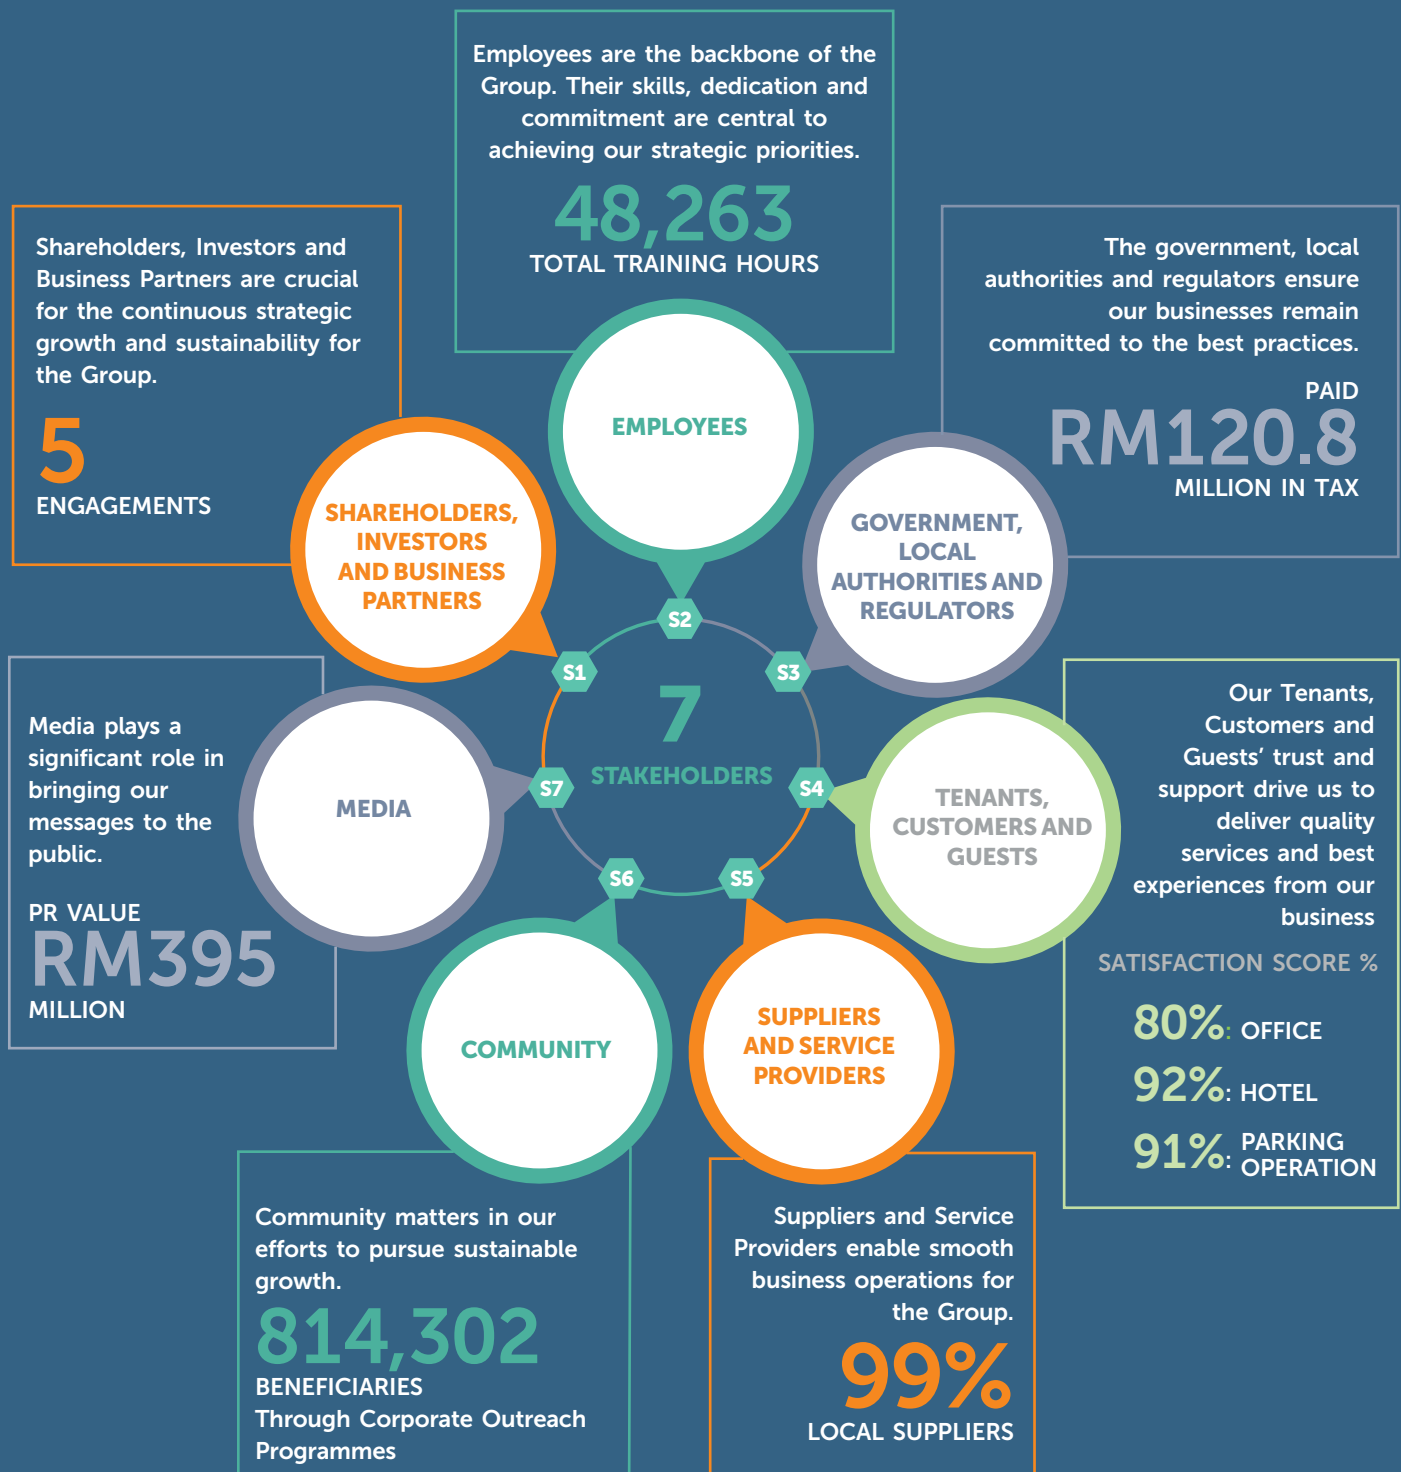 Employees are the backbone of the
Group. Their skills, dedication and
commitment are central to
achieving our strategic priorities.
48,263
TOTAL TRAINING HOURS
EMPLOYEES
Shareholders, Investors and
Business Partners are crucial
for the continuous strategic
growth and sustainability for
the Group.
5
ENGAGEMENTS
SHAREHOLDERS,
INVESTORS
AND BUSINESS
PARTNERS
The government, local
authorities and regulators ensure
our businesses remain
committed to the best practices.
PAID
RM120.8
MILLION IN TAX
GOVERNMENT,
LOCAL
AUTHORITIES AND
REGULATORS
S1
S2
S3
S4
S5
S6
S7
7
STAKEHOLDERS
Media plays a
significant role in
bringing our
messages to the
public.
PR VALUE
RM395
MILLION
MEDIA
TENANTS,
CUSTOMERS AND
GUESTS
Our Tenants,
Customers and
Guests’ trust and
support drive us to
deliver quality
services and best
experiences from our
business
SATISFACTION SCORE %
80%: OFFICE
92%: HOTEL
91%: PARKING
OPERATION
COMMUNITY
Community matters in our
efforts to pursue sustainable
growth.
814,302
BENEFICIARIES
Through Corporate Outreach
Programmes
SUPPLIERS
AND SERVICE
PROVIDERS
Suppliers and Service
Providers enable smooth
business operations for
the Group.
99%
LOCAL SUPPLIERS